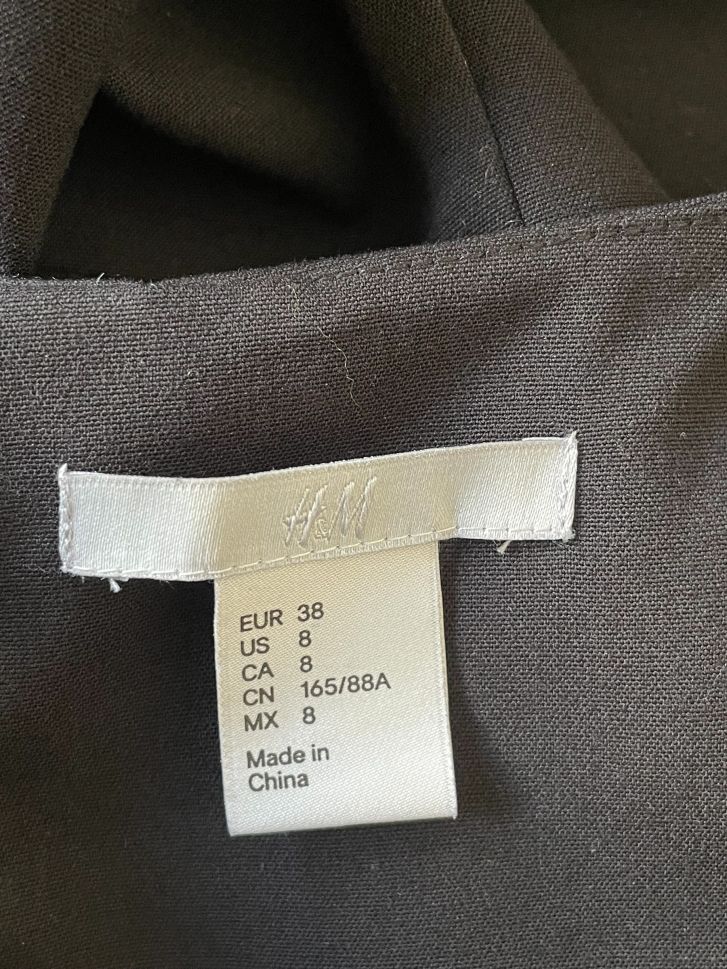 H&M
EUR 38
US 8
CA 8
CN 165/88A
MX 8
Made in
China